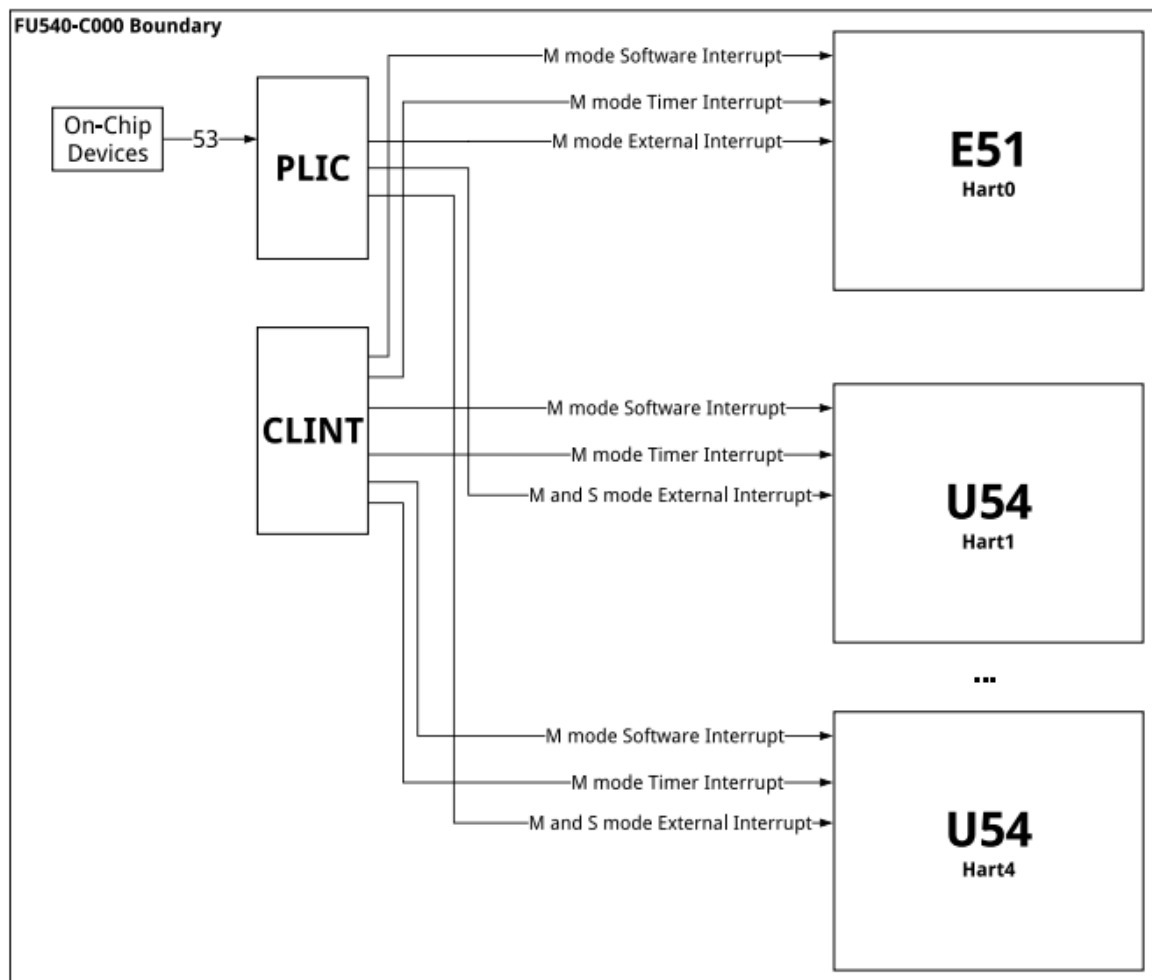 FU540-C000 Boundary
On-Chip
Devices
53
PLIC
CLINT
M mode Software Interrupt
M mode Timer Interrupt
M mode External Interrupt
E51
Hart0
M mode Software Interrupt
M mode Timer Interrupt
M and S mode External Interrupt
U54
Hart1
...
M mode Software Interrupt
M mode Timer Interrupt
M and S mode External Interrupt
U54
Hart4